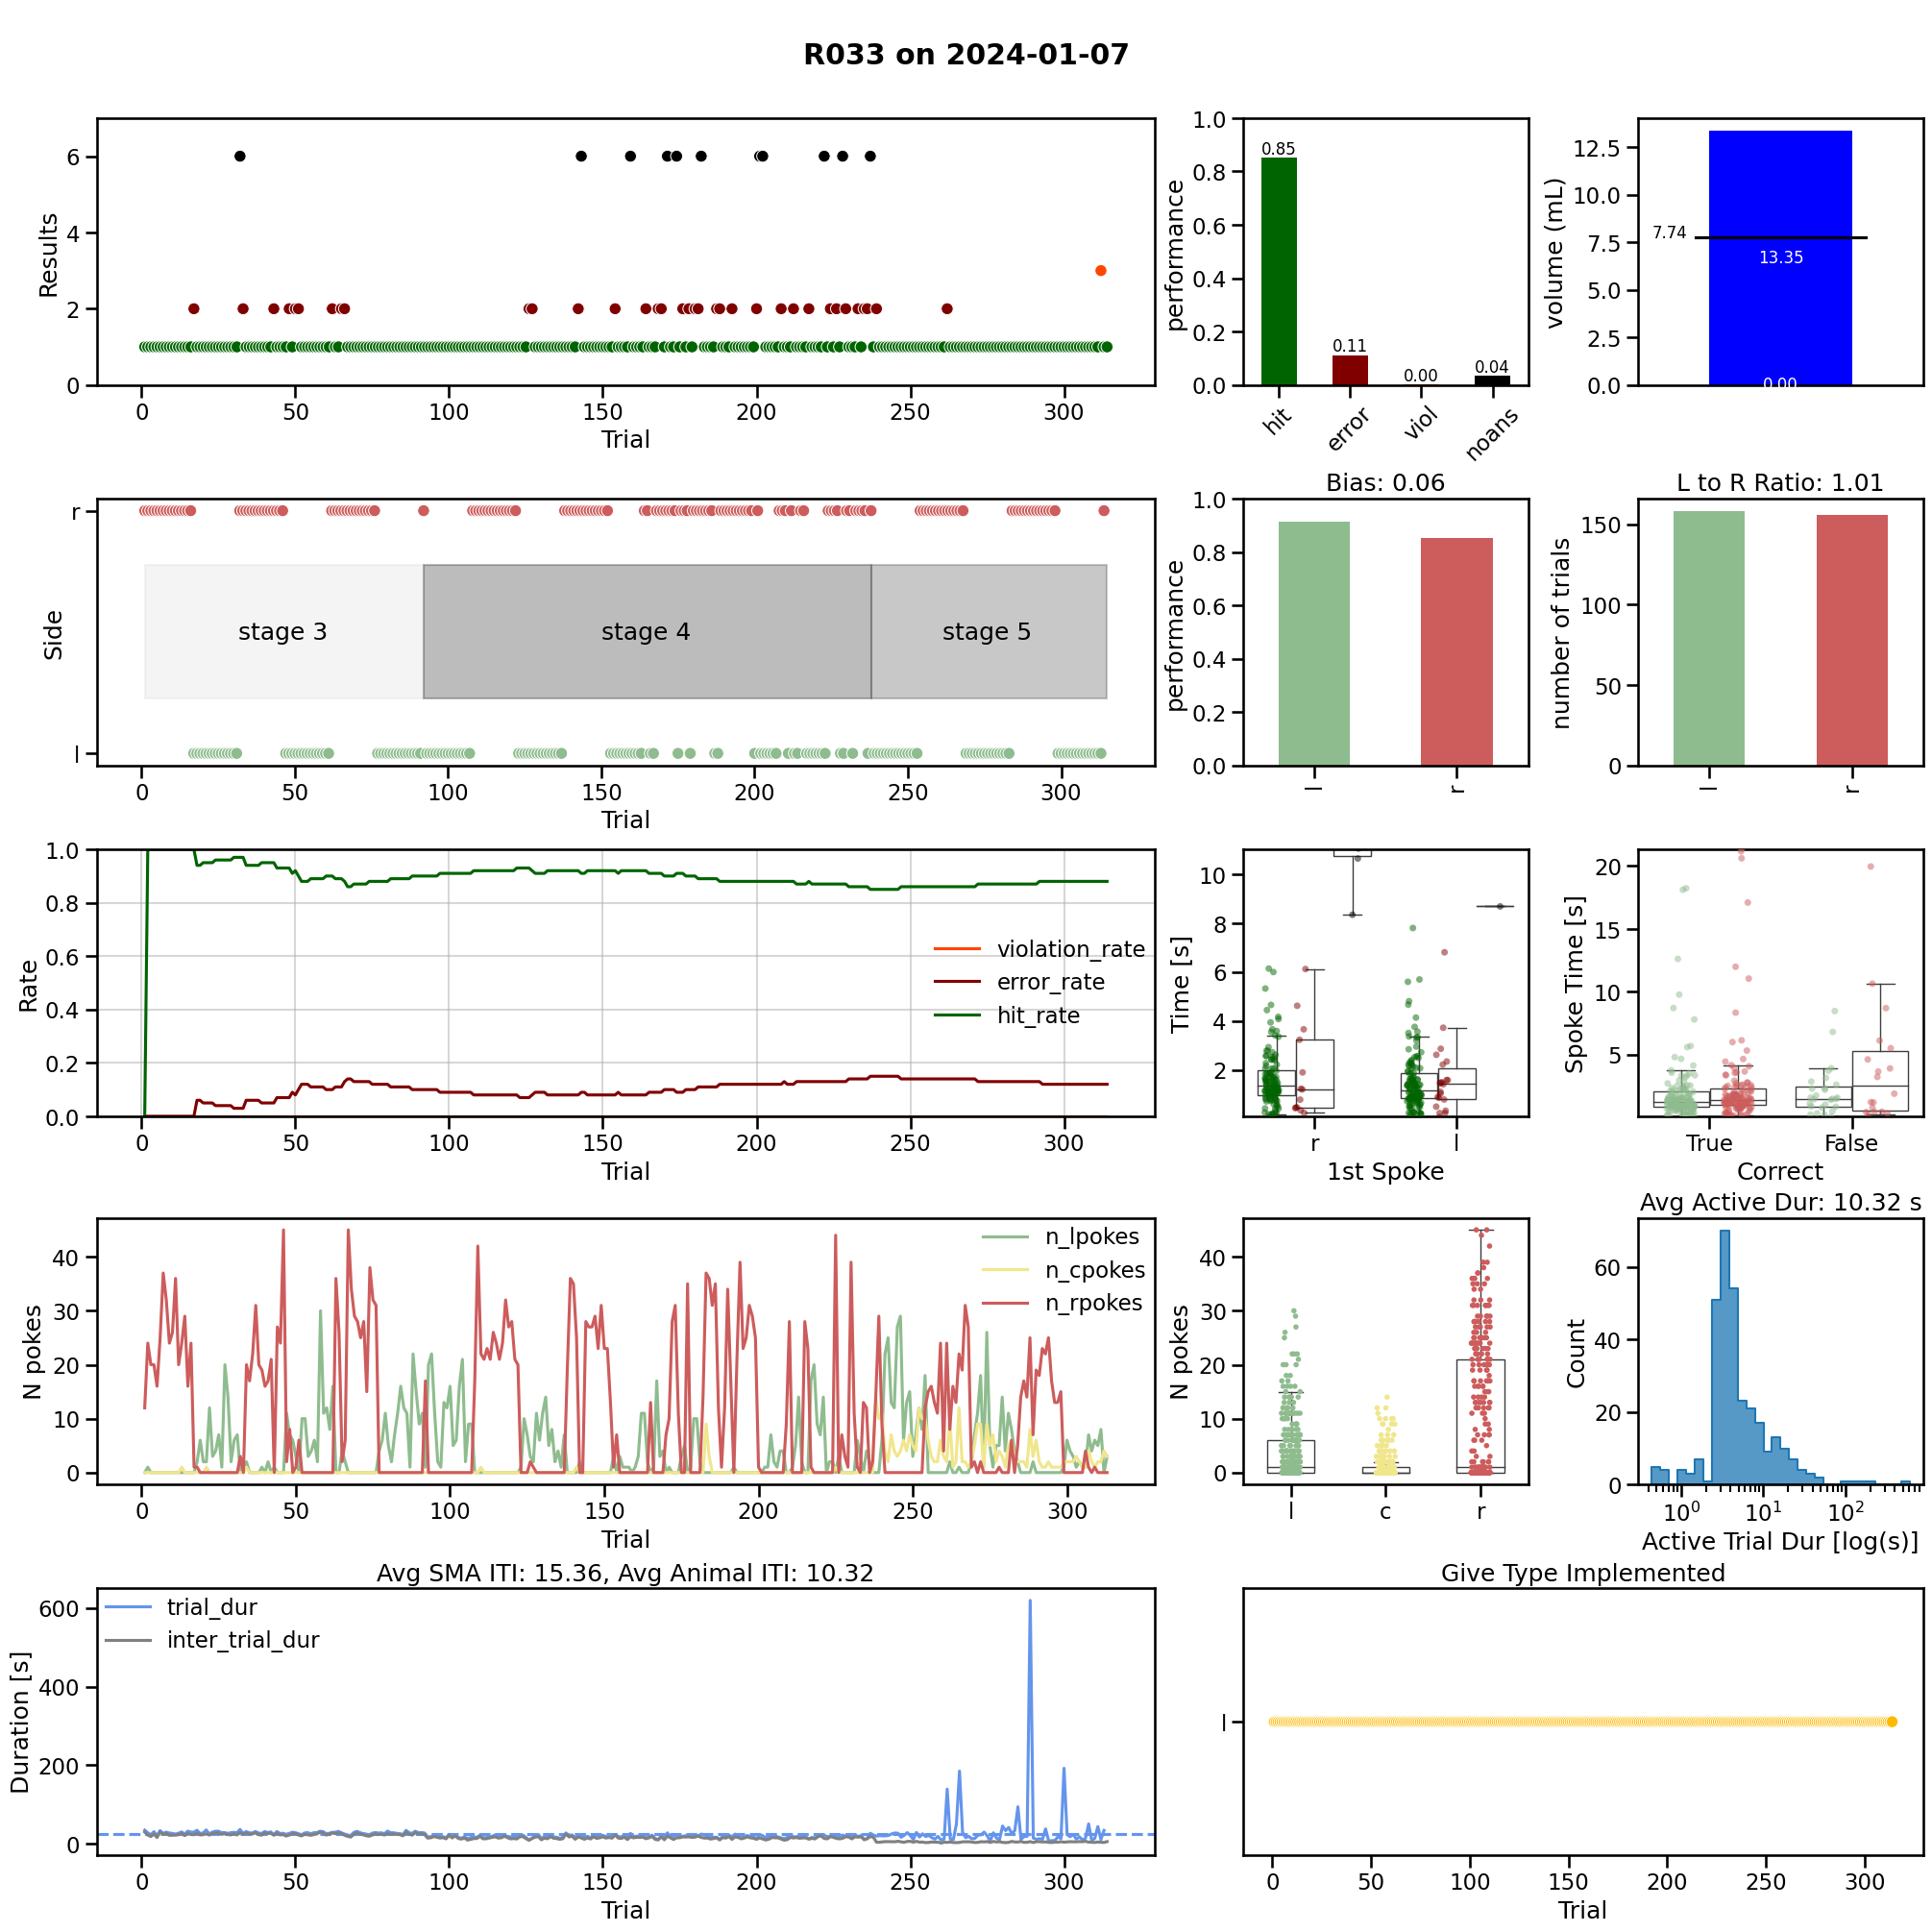 R033 on 2024-01-07
Results
6
4
2
0
0 50 100 150 200 250 300
Trial
performance
1.0
0.8
0.6
0.4
0.2
0.0
0.85
0.11
0.00
0.04
hit error viol noans
volume (mL)
12.5
10.0
7.5
5.0
2.5
0.0
7.74
13.35
0.00
Side
r
l
stage 3 stage 4 stage 5
0 50 100 150 200 250 300
Trial
Bias: 0.06
performance
1.0
0.8
0.6
0.4
0.2
0.0
l r
L to R Ratio: 1.01
number of trials
150
100
50
0
l r
Rate
1.0
0.8
0.6
0.4
0.2
0.0
violation_rate
error_rate
hit_rate
0 50 100 150 200 250 300
Trial
Time [s]
10
8
6
4
2
r l
1st Spoke
Spoke Time [s]
20
15
10
5
True False
Correct
N pokes
40
30
20
10
0
n_lpokes
n_cpokes
n_rpokes
0 50 100 150 200 250 300
Trial
N pokes
40
30
20
10
0
l c r
Avg Active Dur: 10.32 s
Count
60
40
20
0
10⁰ 10¹ 10²
Active Trial Dur [log(s)]
Avg SMA ITI: 15.36, Avg Animal ITI: 10.32
Duration [s]
600
400
200
0
trial_dur
inter_trial_dur
0 50 100 150 200 250 300
Trial
Give Type Implemented
l
0 50 100 150 200 250 300
Trial